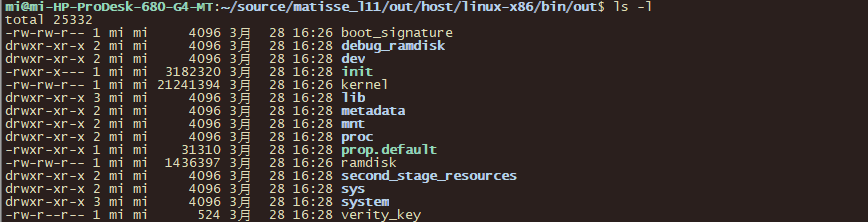 mi@mi-HP-ProDesk-680-G4-MT:~/source/matisse_l11/out/host/linux-x86/bin/out$ ls -l
total 25332
-rw-rw-r-- 1 mi mi 4096 3月 28 16:26 boot_signature
drwxr-xr-x 2 mi mi 4096 3月 28 16:28 debug_ramdisk
drwxr-xr-x 2 mi mi 4096 3月 28 16:28 dev
-rwxr-x--- 1 mi mi 3182320 3月 28 16:28 init
-rw-rw-r-- 1 mi mi 21241394 3月 28 16:26 kernel
drwxr-xr-x 3 mi mi 4096 3月 28 16:28 lib
drwxr-xr-x 2 mi mi 4096 3月 28 16:28 metadata
drwxr-xr-x 2 mi mi 4096 3月 28 16:28 mnt
drwxr-xr-x 2 mi mi 4096 3月 28 16:28 proc
-rwxr-xr-x 1 mi mi 31310 3月 28 16:28 prop.default
-rw-rw-r-- 1 mi mi 1436397 3月 28 16:26 ramdisk
drwxr-xr-x 2 mi mi 4096 3月 28 16:28 second_stage_resources
drwxr-xr-x 2 mi mi 4096 3月 28 16:28 sys
drwxr-xr-x 3 mi mi 4096 3月 28 16:28 system
-rw-r--r-- 1 mi mi 524 3月 28 16:28 verity_key